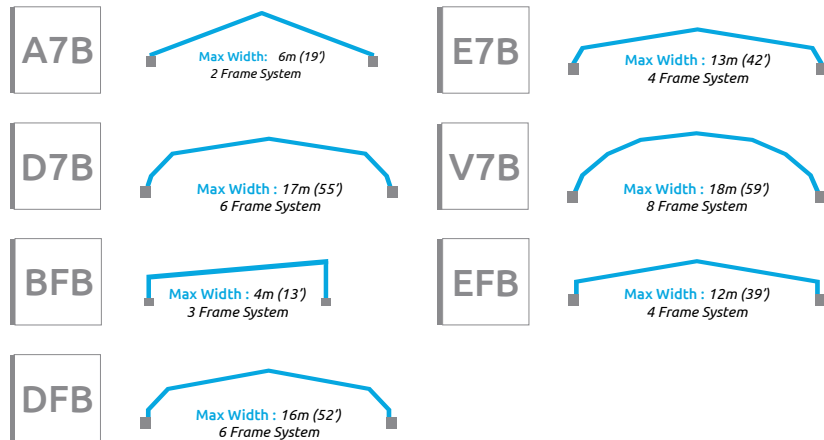 A7B
Max Width: 6m (19')
2 Frame System
E7B
Max Width : 13m (42')
4 Frame System
D7B
Max Width : 17m (55')
6 Frame System
V7B
Max Width : 18m (59')
8 Frame System
BFB
Max Width : 4m (13')
3 Frame System
EFB
Max Width : 12m (39')
4 Frame System
DFB
Max Width : 16m (52')
6 Frame System